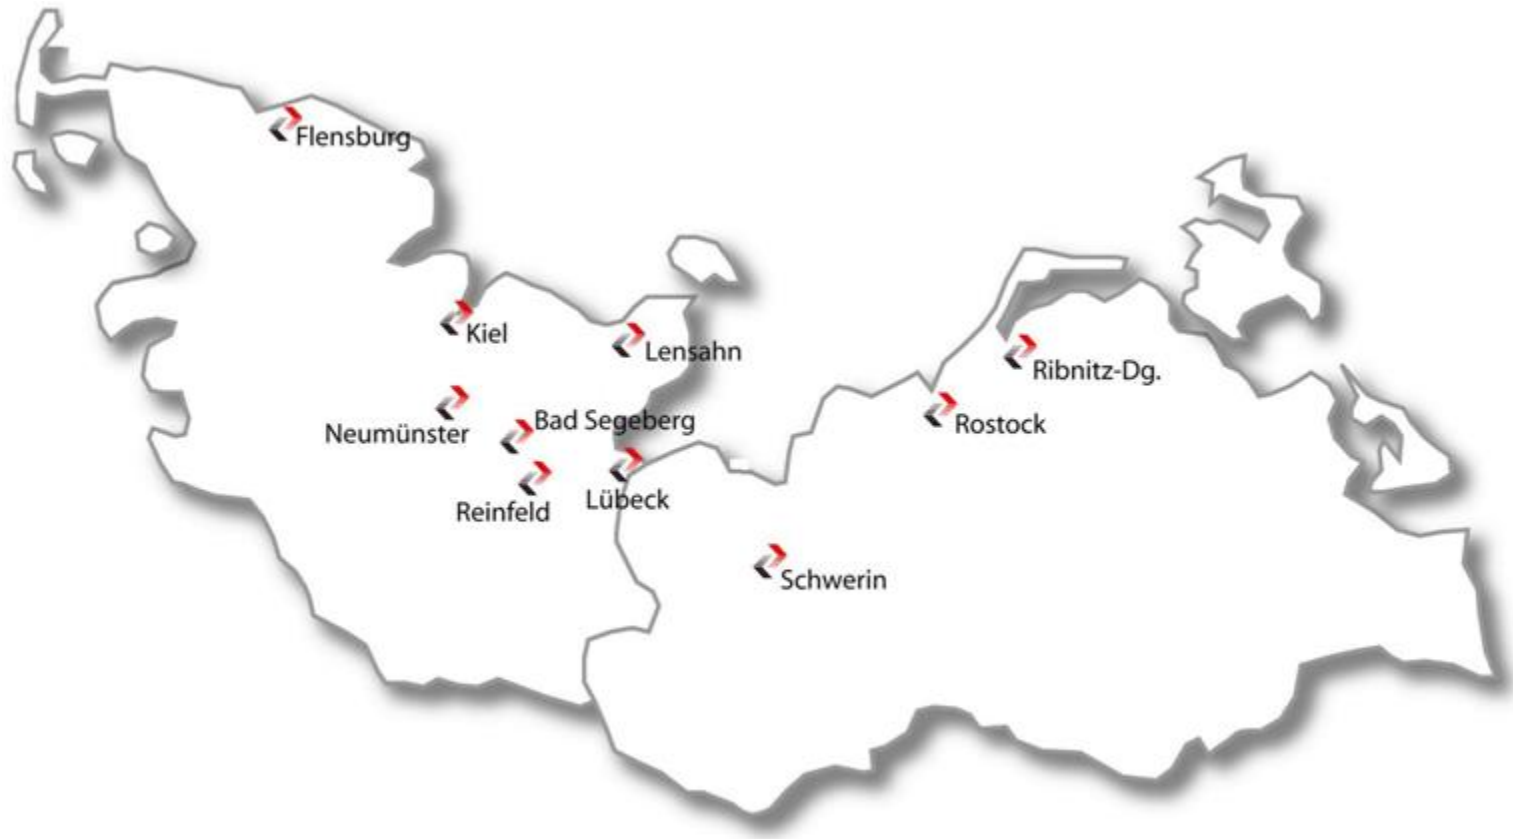 Flensburg
Kiel
Lensahn
Ribnitz-Dg.
Neumünster
Bad Segeberg
Rostock
Reinfeld
Lübeck
Schwerin